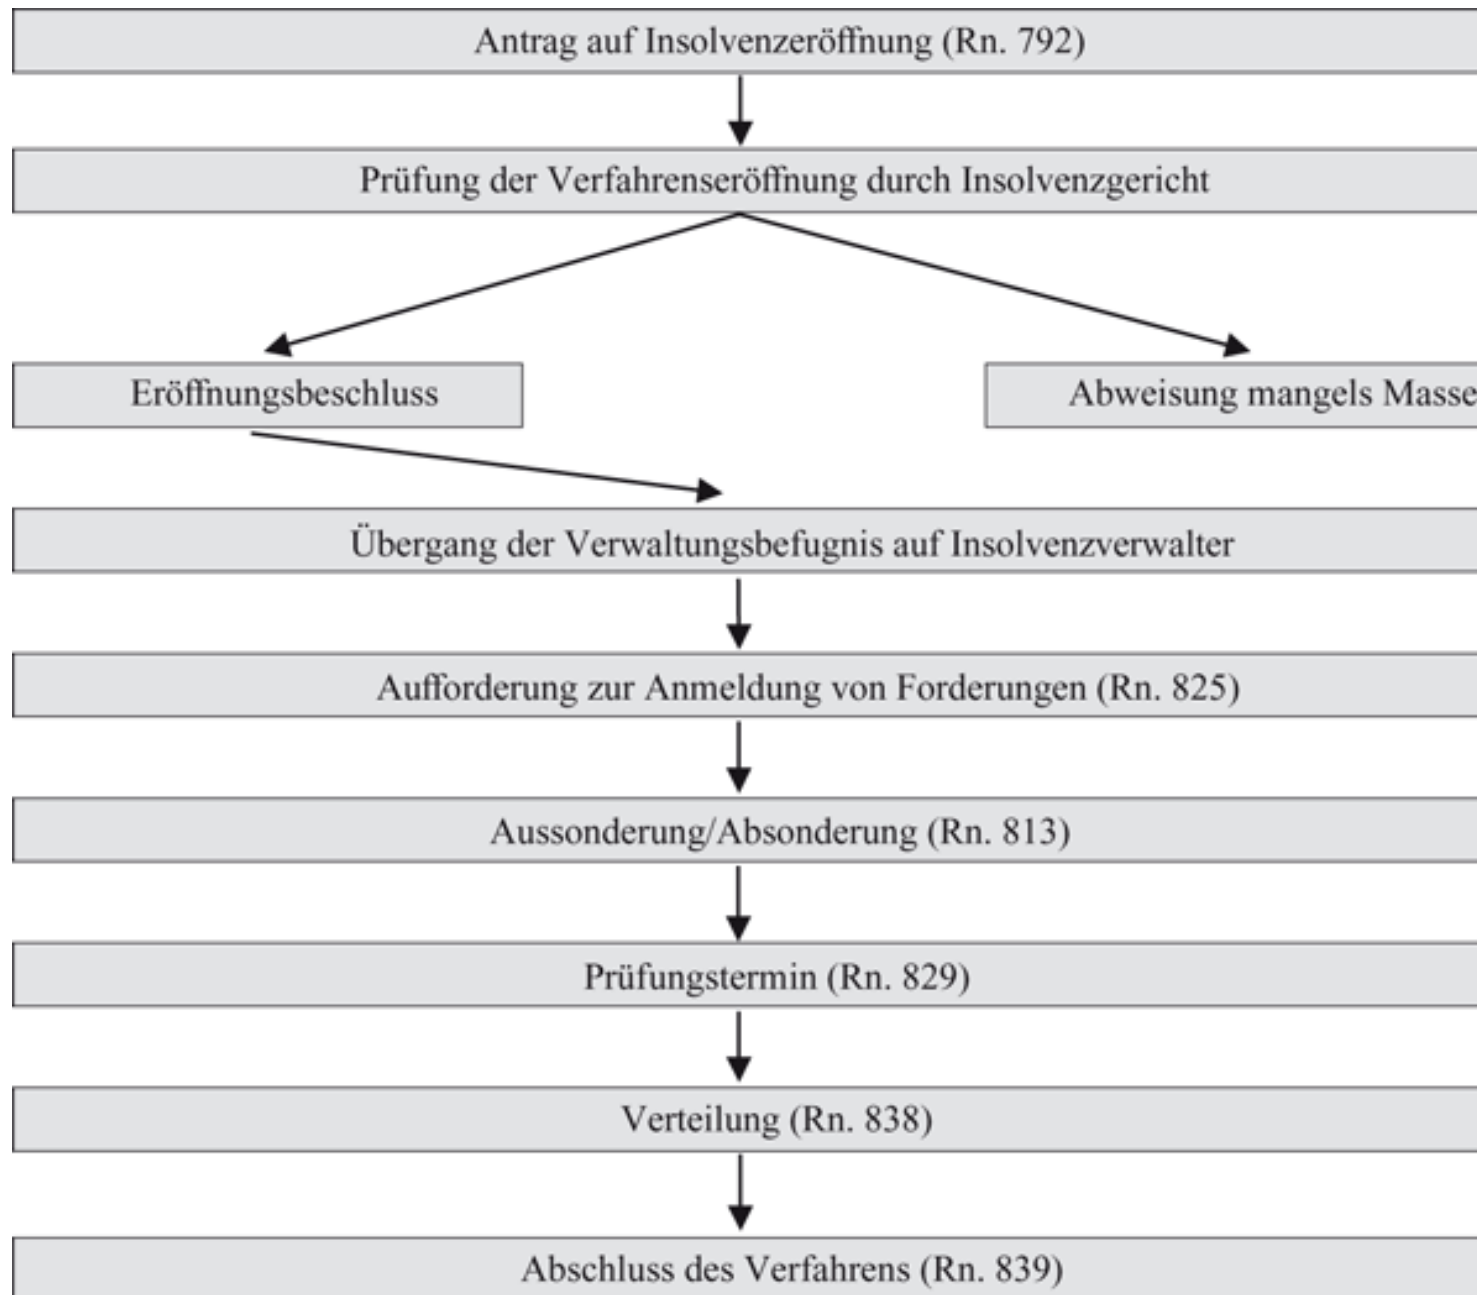 Antrag auf Insolvenzeröffnung (Rn. 792)
Prüfung der Verfahrenseröffnung durch Insolvenzgericht
Eröffnungsbeschluss
Abweisung mangels Masse
Übergang der Verwaltungsbefugnis auf Insolvenzverwalter
Aufforderung zur Anmeldung von Forderungen (Rn. 825)
Aussonderung/Absonderung (Rn. 813)
Prüfungstermin (Rn. 829)
Verteilung (Rn. 838)
Abschluss des Verfahrens (Rn. 839)